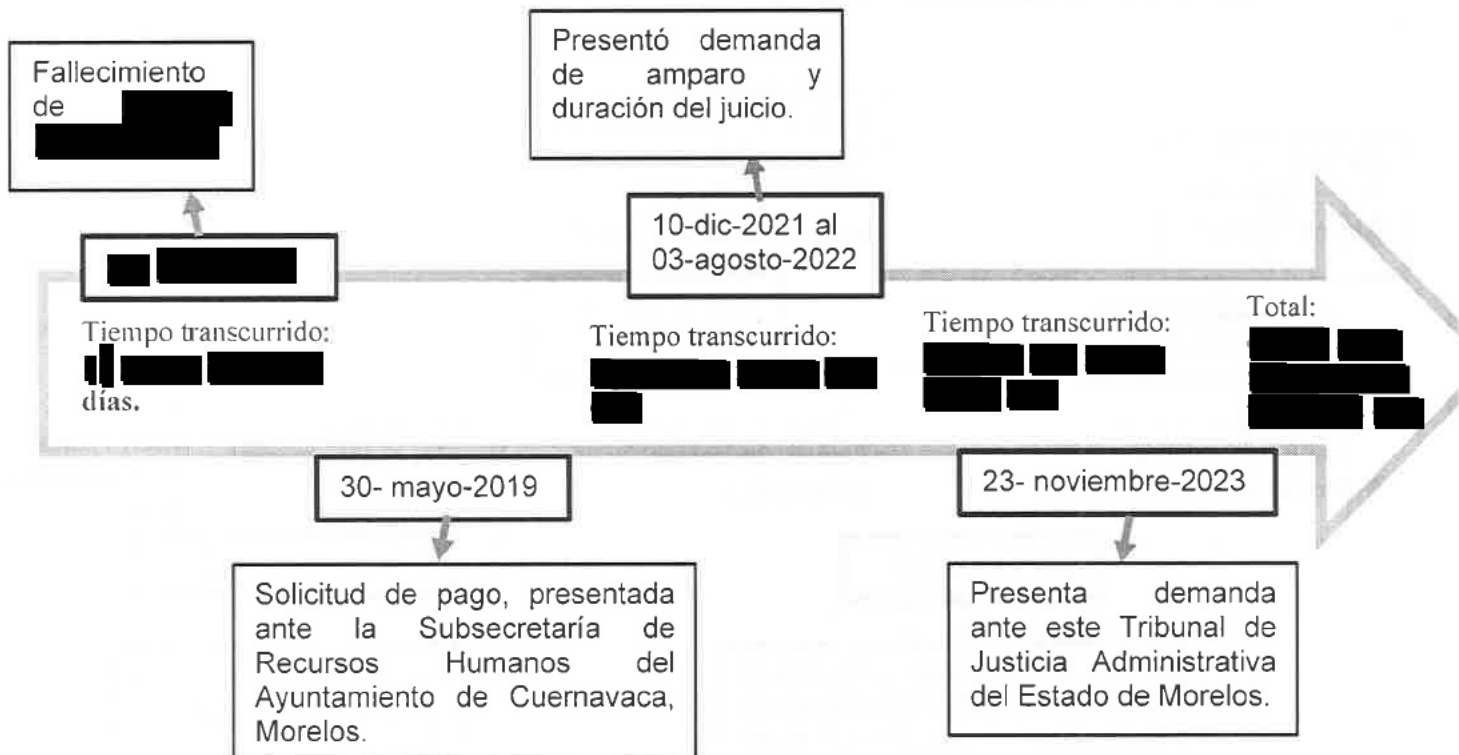 Fallecimiento
de
Presentó demanda
de amparo y
duración del juicio.
10-dic-2021 al
03-agosto-2022
Tiempo transcurrido:
días.
Tiempo transcurrido:
Tiempo transcurrido:
Total:
30- mayo-2019
23- noviembre-2023
Solicitud de pago, presentada
ante la Subsecretaría de
Recursos Humanos del
Ayuntamiento de Cuernavaca,
Morelos.
Presenta demanda
ante este Tribunal de
Justicia Administrativa
del Estado de Morelos.